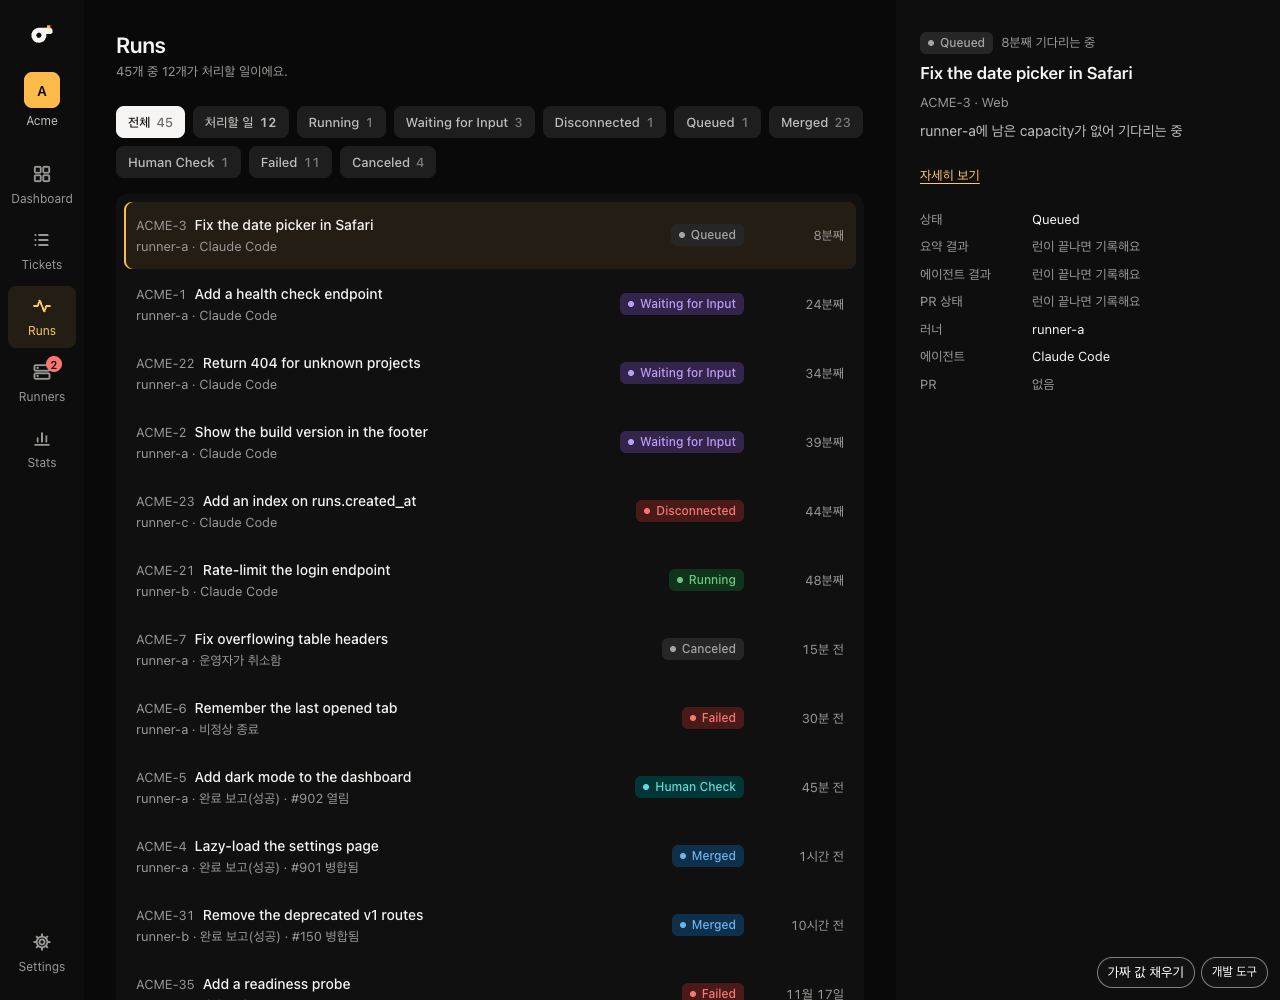 A
Acme
Dashboard
Tickets
Runs
2
Runners
Stats
Settings
Runs
45개 중 12개가 처리할 일이에요.
전체 45
처리할 일 12
Running 1
Waiting for Input 3
Disconnected 1
Queued 1
Merged 23
Human Check 1
Failed 11
Canceled 4
ACME-3 Fix the date picker in Safari
runner-a · Claude Code
Queued
8분째
ACME-1 Add a health check endpoint
runner-a · Claude Code
Waiting for Input
24분째
ACME-22 Return 404 for unknown projects
runner-a · Claude Code
Waiting for Input
34분째
ACME-2 Show the build version in the footer
runner-a · Claude Code
Waiting for Input
39분째
ACME-23 Add an index on runs.created_at
runner-c · Claude Code
Disconnected
44분째
ACME-21 Rate-limit the login endpoint
runner-b · Claude Code
Running
48분째
ACME-7 Fix overflowing table headers
runner-a · 운영자가 취소함
Canceled
15분 전
ACME-6 Remember the last opened tab
runner-a · 비정상 종료
Failed
30분 전
ACME-5 Add dark mode to the dashboard
runner-a · 완료 보고(성공) · #902 열림
Human Check
45분 전
ACME-4 Lazy-load the settings page
runner-a · 완료 보고(성공) · #901 병합됨
Merged
1시간 전
ACME-31 Remove the deprecated v1 routes
runner-b · 완료 보고(성공) · #150 병합됨
Merged
10시간 전
ACME-35 Add a readiness probe
Failed
11월 17일
Queued 8분째 기다리는 중
Fix the date picker in Safari
ACME-3 · Web
runner-a에 남은 capacity가 없어 기다리는 중
자세히 보기
상태 Queued
요약 결과 런이 끝나면 기록해요
에이전트 결과 런이 끝나면 기록해요
PR 상태 런이 끝나면 기록해요
러너 runner-a
에이전트 Claude Code
PR 없음
가짜 값 채우기
개발 도구